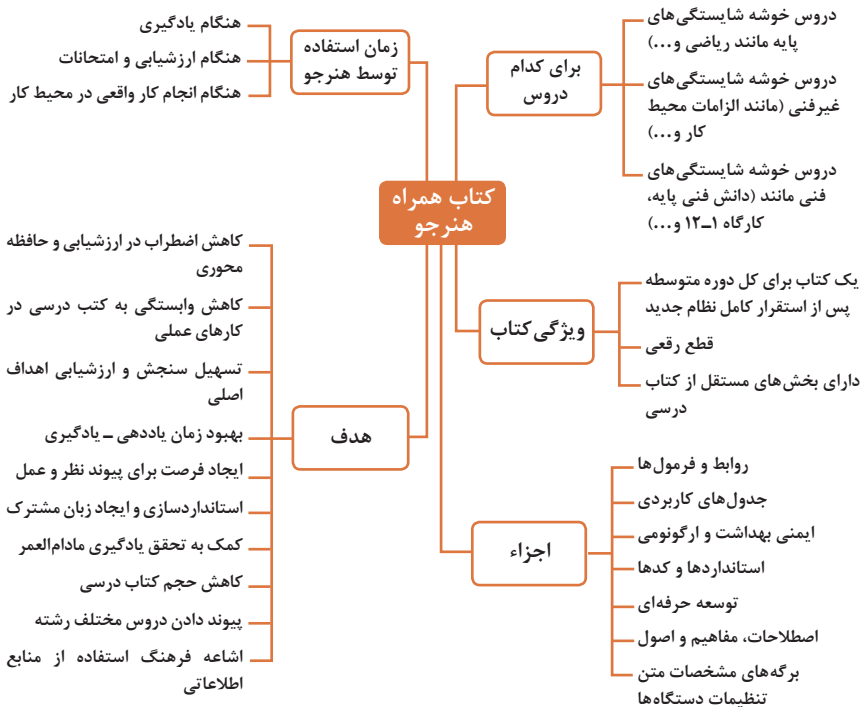 کتاب همراه
هنرجو
برای کدام
دروس
دروس خوشه شایستگی‌های
پایه مانند ریاضی و...)
دروس خوشه شایستگی‌های
غیرفنی (مانند الزامات محیط
کار و...)
دروس خوشه شایستگی‌های
فنی مانند (دانش فنی پایه،
کارگاه ۱ــ۱۲ و...)
ویژگی کتاب
یک کتاب برای کل دوره متوسطه
پس از استقرار کامل نظام جدید
قطع رقعی
دارای بخش‌های مستقل از کتاب
درسی
اجزاء
روابط و فرمول‌ها
جدول‌های کاربردی
ایمنی بهداشت و ارگونومی
استانداردها و کدها
توسعه حرفه‌ای
اصطلاحات، مفاهیم و اصول
برگه‌های مشخصات متن
تنظیمات دستگاه‌ها
زمان استفاده
توسط هنرجو
هنگام یادگیری
هنگام ارزشیابی و امتحانات
هنگام انجام کار واقعی در محیط کار
هدف
کاهش اضطراب در ارزشیابی و حافظه
محوری
کاهش وابستگی به کتب درسی در
کارهای عملی
تسهیل سنجش و ارزشیابی اهداف
اصلی
بهبود زمان یاددهی ــ یادگیری
ایجاد فرصت برای پیوند نظر و عمل
استانداردسازی و ایجاد زبان مشترک
کمک به تحقق یادگیری مادام‌العمر
کاهش حجم کتاب درسی
پیوند دادن دروس مختلف رشته
اشاعه فرهنگ استفاده از منابع
اطلاعاتی